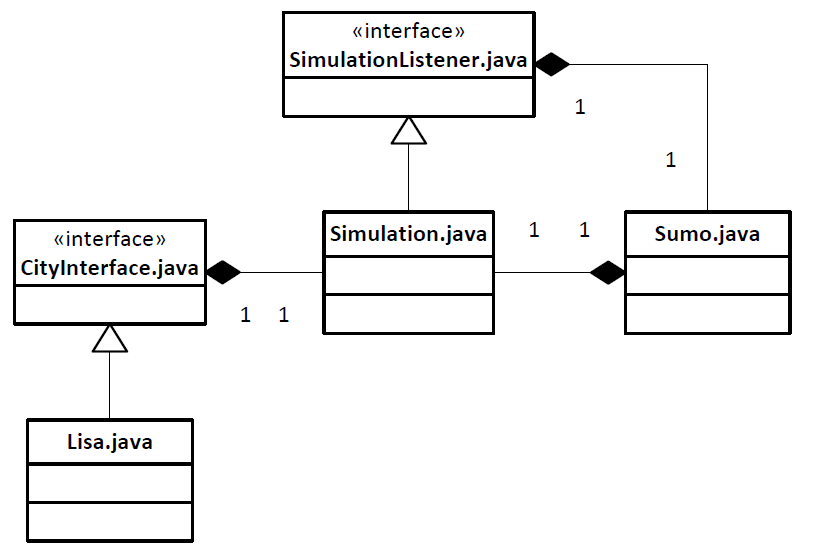 «interface»
SimulationListener.java
1
1
«interface»
CityInterface.java
Simulation.java
1 1
Sumo.java
1 1
Lisa.java